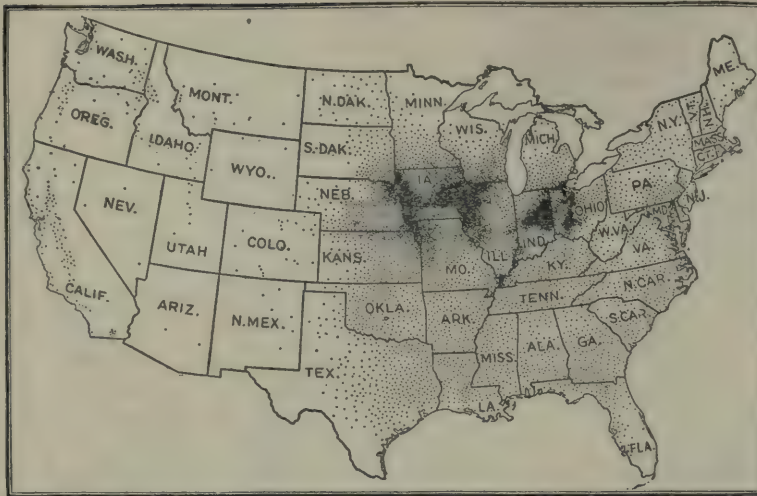 WASH.
MONT.
N.DAK.
MINN.
ME.
OREG.
IDAHO.
S.DAK.
WIS.
MICH.
N.Y.
VT.
N.H.
MASS.
CT.
WYO.
NEB.
IA.
PA.
N.J.
NEV.
UTAH
COLO.
KANS.
MO.
ILL.
IND.
OHIO
W.VA.
MD.
VA.
KY.
CALIF.
ARIZ.
N.MEX.
OKLA.
ARK.
TENN.
N.CAR.
S.CAR.
TEX.
LA.
MISS.
ALA.
GA.
FLA.